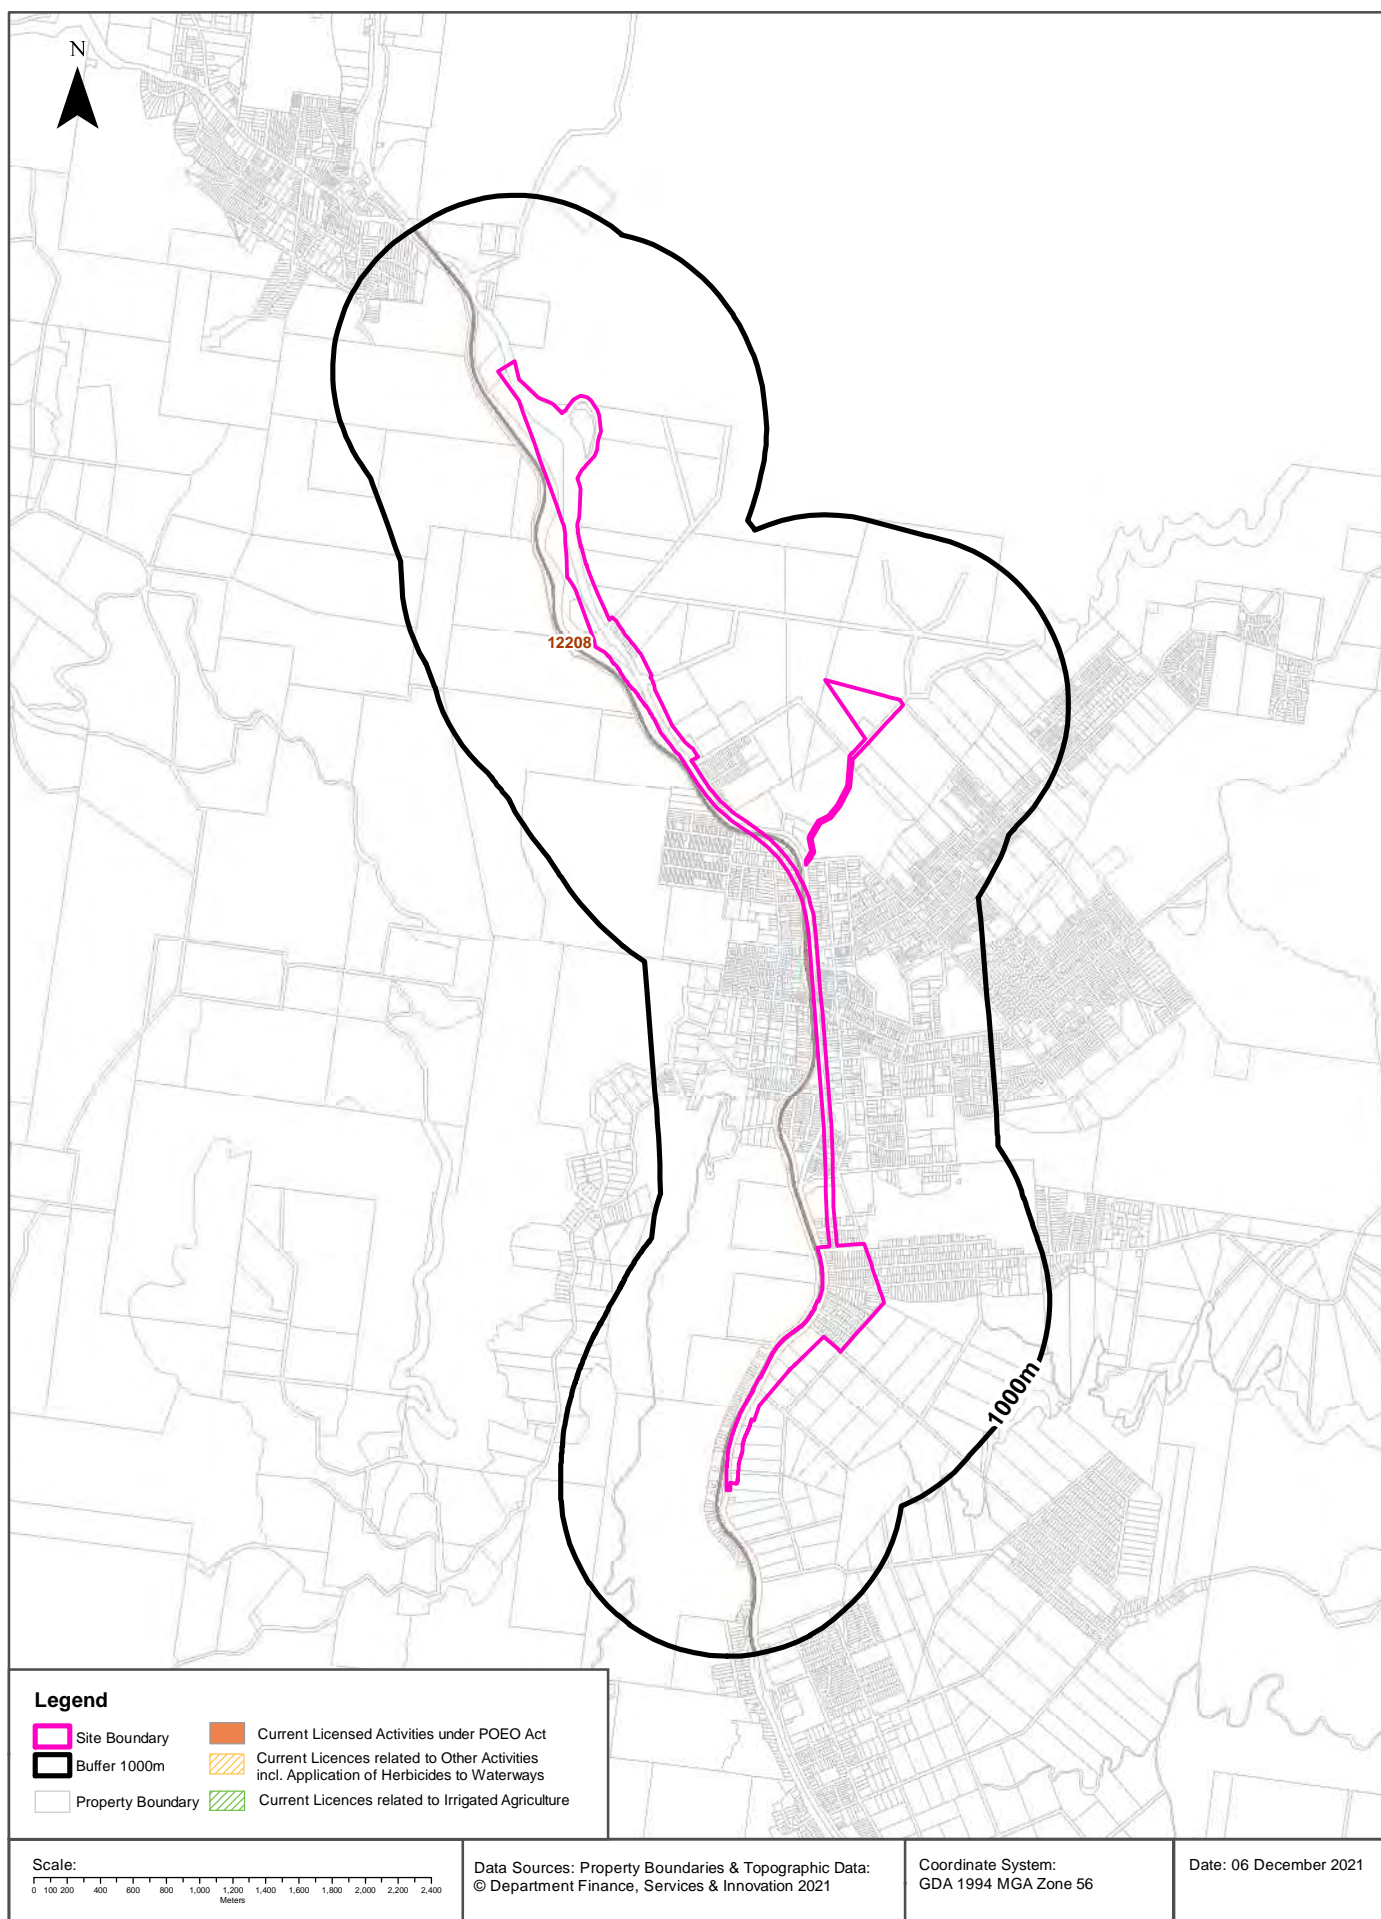 N
12208
1000m
Legend
Site Boundary
Buffer 1000m
Property Boundary
Current Licensed Activities under POEO Act
Current Licences related to Other Activities
incl. Application of Herbicides to Waterways
Current Licences related to Irrigated Agriculture
Scale:
0 100 200 400 600 800 1,000 1,200 1,400 1,600 1,800 2,000 2,200 2,400
Meters
Data Sources: Property Boundaries & Topographic Data:
© Department Finance, Services & Innovation 2021
Coordinate System:
GDA 1994 MGA Zone 56
Date: 06 December 2021